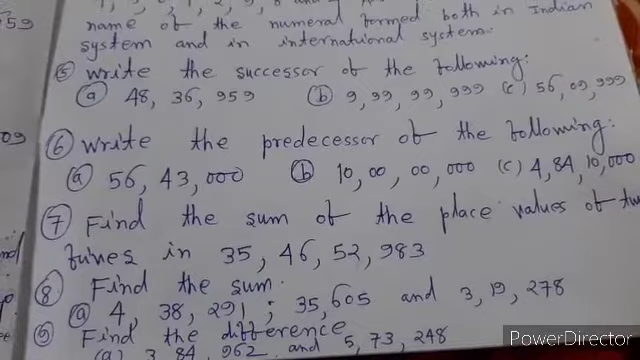 name of the numeral formed both in Indian
system and in international system.
⑤ write the successor of the following:
ⓐ 48, 36, 959 ⓑ 9, 99, 99, 999 (c) 56, 09, 999
⑥ write the predecessor of the following:
ⓐ 56, 43, 000 ⓑ 10, 00, 00, 000 (c) 4, 84, 10, 000
⑦ Find the sum of the place values of two
fives in 35, 46, 52, 983
⑧ Find the sum.
ⓐ 4, 38, 291; 35, 605 and 3, 19, 278
⑨ Find the difference
(a) 3, 84, 962 and 5, 73, 248
59
09
PowerDirector